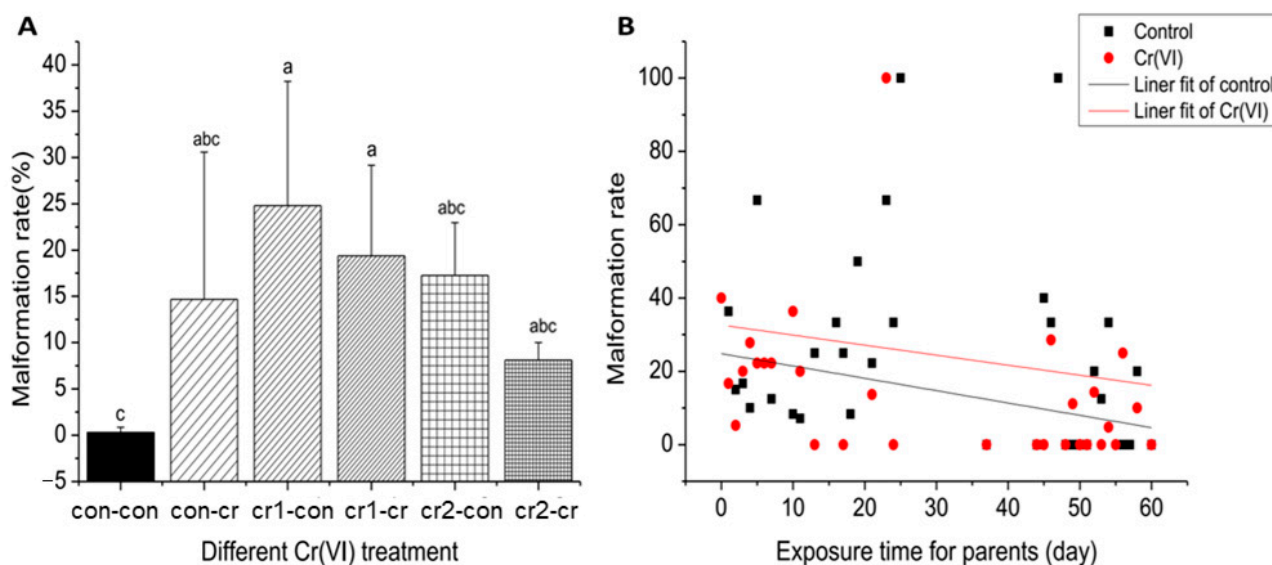 A
Malformation rate(%)
40
35
30
25
20
15
10
5
0
−5
c
abc
a
a
abc
abc
con-con con-cr cr1-con cr1-cr cr2-con cr2-cr
Different Cr(VI) treatment
B
Control
Cr(VI)
Liner fit of control
Liner fit of Cr(VI)
Malformation rate
100
80
60
40
20
0
0 10 20 30 40 50 60
Exposure time for parents (day)